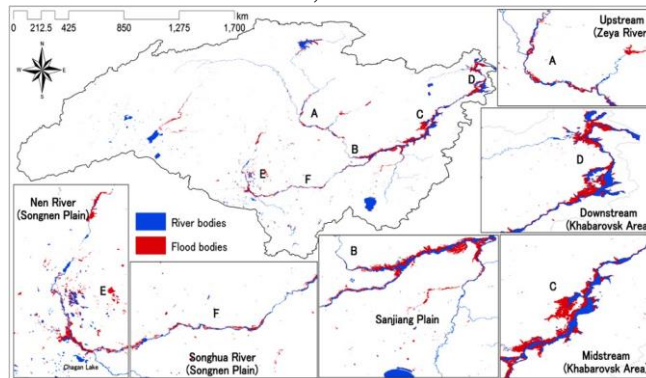 0 212.5 425 850 1,275 1,700
km
N
W E
S
Upstream
(Zeya River)
A
D
A
C
B
E
F
D
Downstream
(Khabarovsk Area)
Nen River
(Songnen Plain)
River bodies
Flood bodies
E
Chagan Lake
F
Songhua River
(Songnen Plain)
B
Sanjiang Plain
C
Midstream
(Khabarovsk Area)